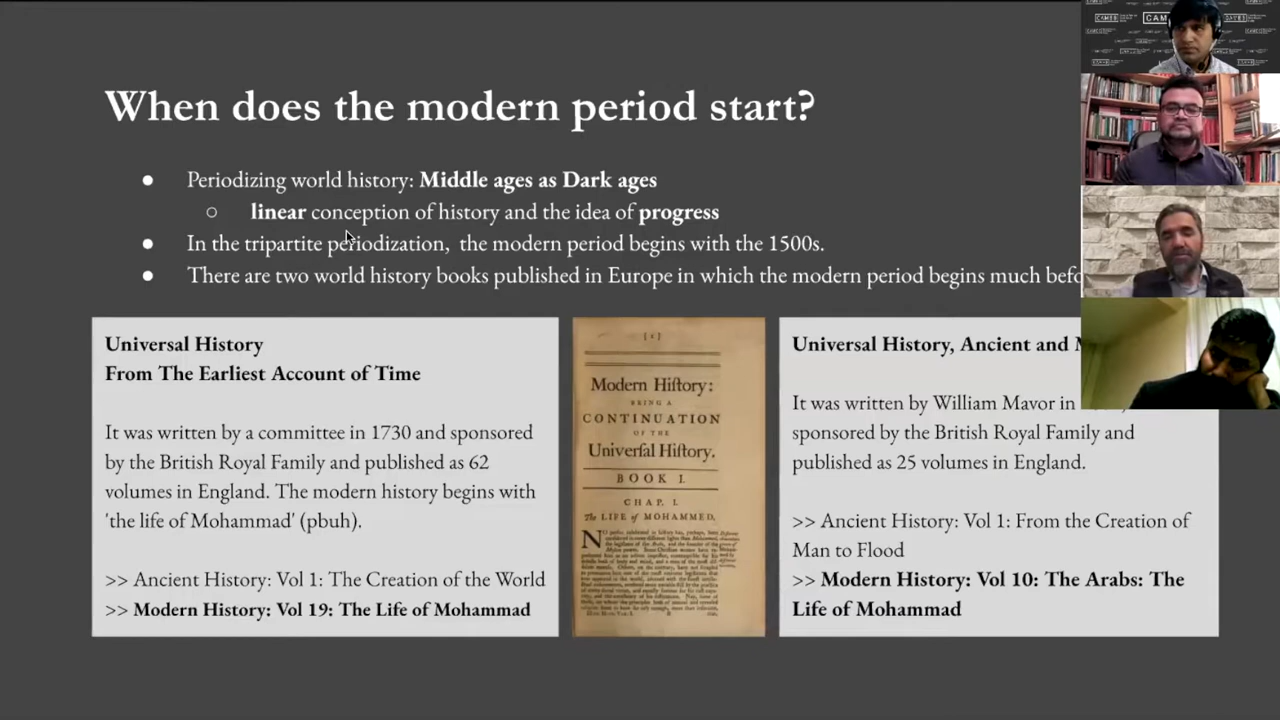 CAMES
CAM
When does the modern period start?
● Periodizing world history: Middle ages as Dark ages
○ linear conception of history and the idea of progress
● In the tripartite periodization, the modern period begins with the 1500s.
● There are two world history books published in Europe in which the modern period begins much befo
Universal History
From The Earliest Account of Time
It was written by a committee in 1730 and sponsored
by the British Royal Family and published as 62
volumes in England. The modern history begins with
'the life of Mohammad' (pbuh).
>> Ancient History: Vol 1: The Creation of the World
>> Modern History: Vol 19: The Life of Mohammad
[1]
Modern Hiſtory:
BEING A
CONTINUATION
OF THE
Univerſal Hiſtory.
BOOK I.
CHAP. I.
The LIFE of MOHAMMED,
Universal History, Ancient and
It was written by William Mavor in
sponsored by the British Royal Family and
published as 25 volumes in England.
>> Ancient History: Vol 1: From the Creation of
Man to Flood
>> Modern History: Vol 10: The Arabs: The
Life of Mohammad